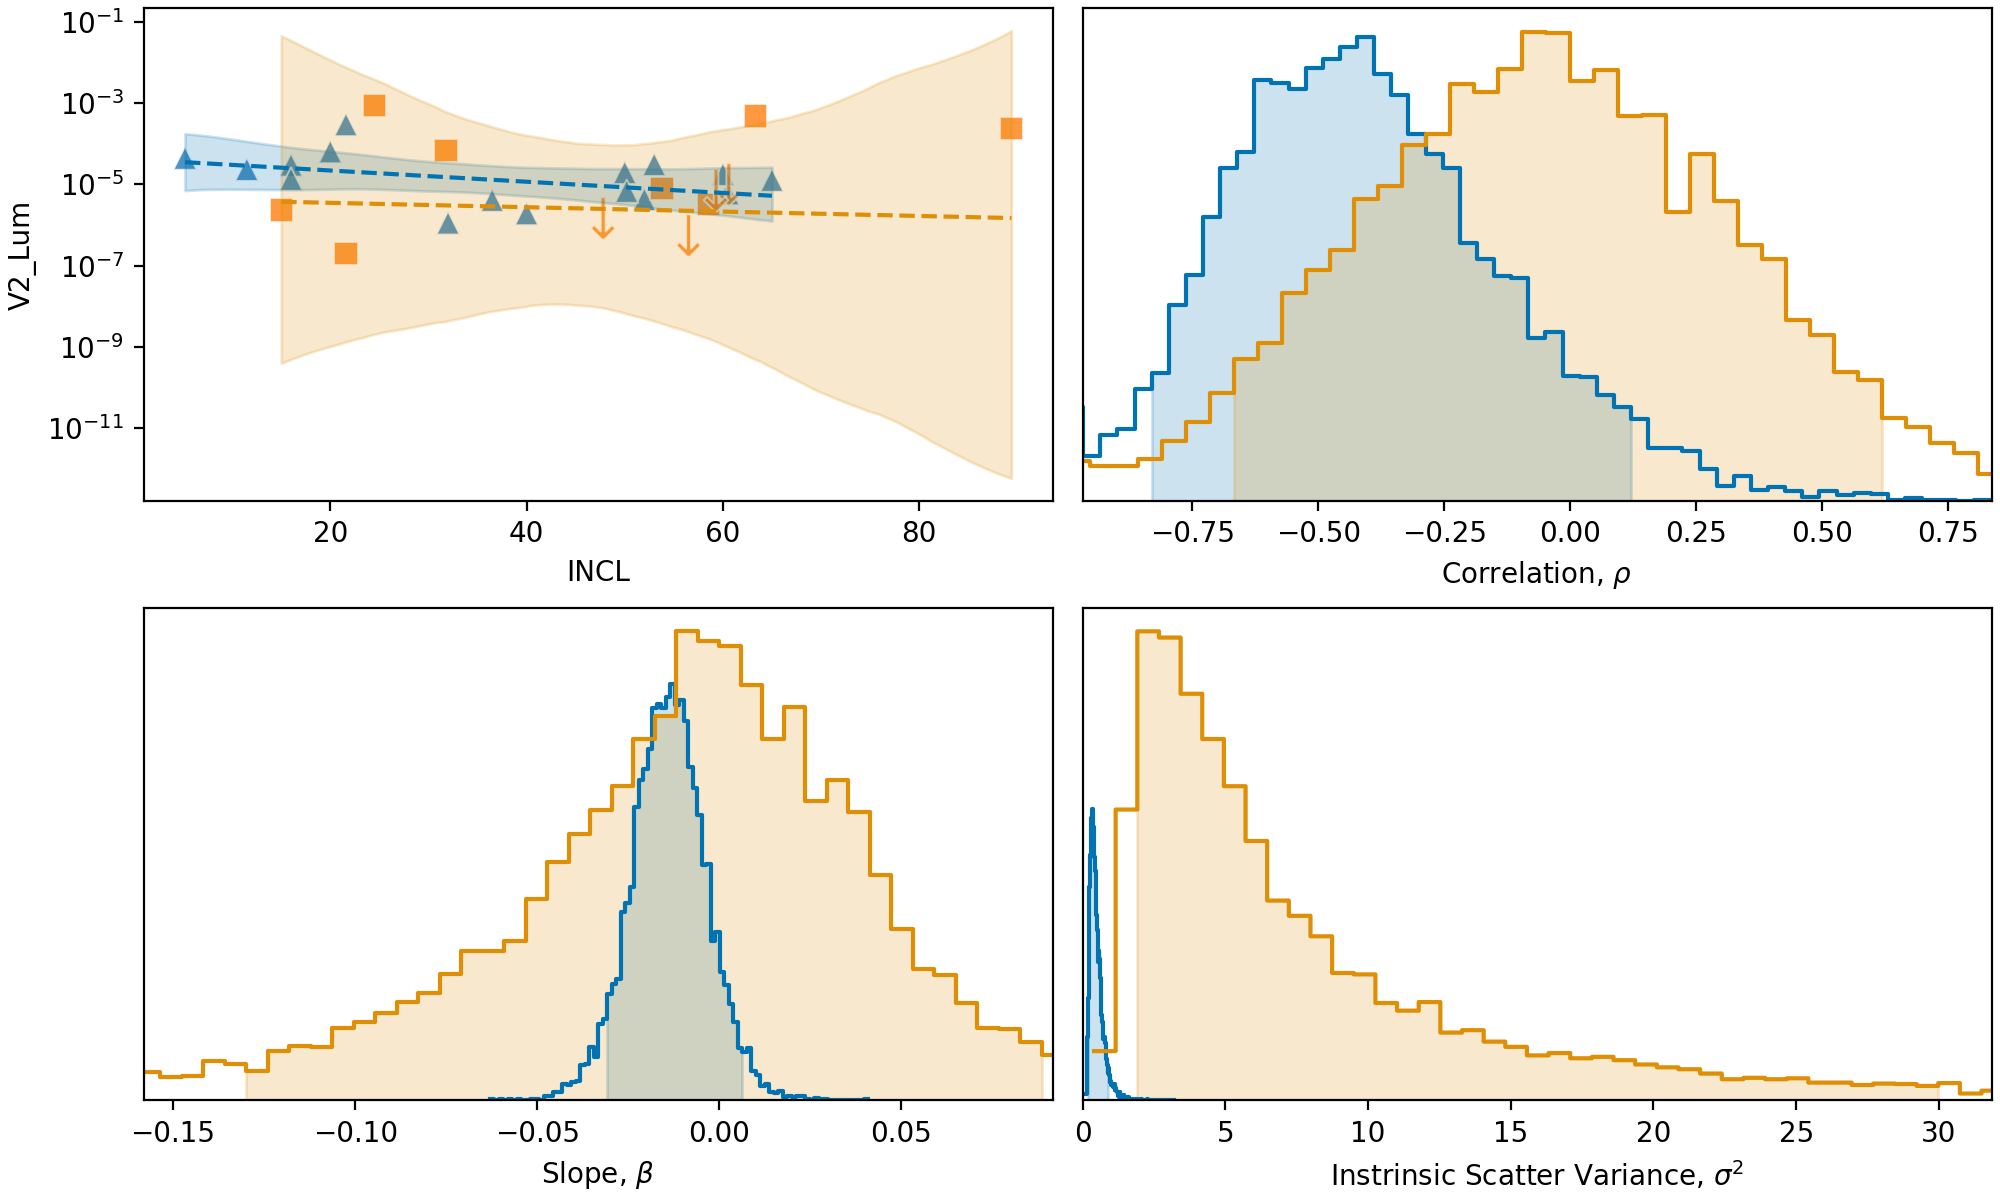 10⁻¹
10⁻³
10⁻⁵
10⁻⁷
10⁻⁹
10⁻¹¹
V2_Lum
20 40 60 80
INCL
−0.75 −0.50 −0.25 0.00 0.25 0.50 0.75
Correlation, ρ
−0.15 −0.10 −0.05 0.00 0.05
Slope, β
0 5 10 15 20 25 30
Instrinsic Scatter Variance, σ²